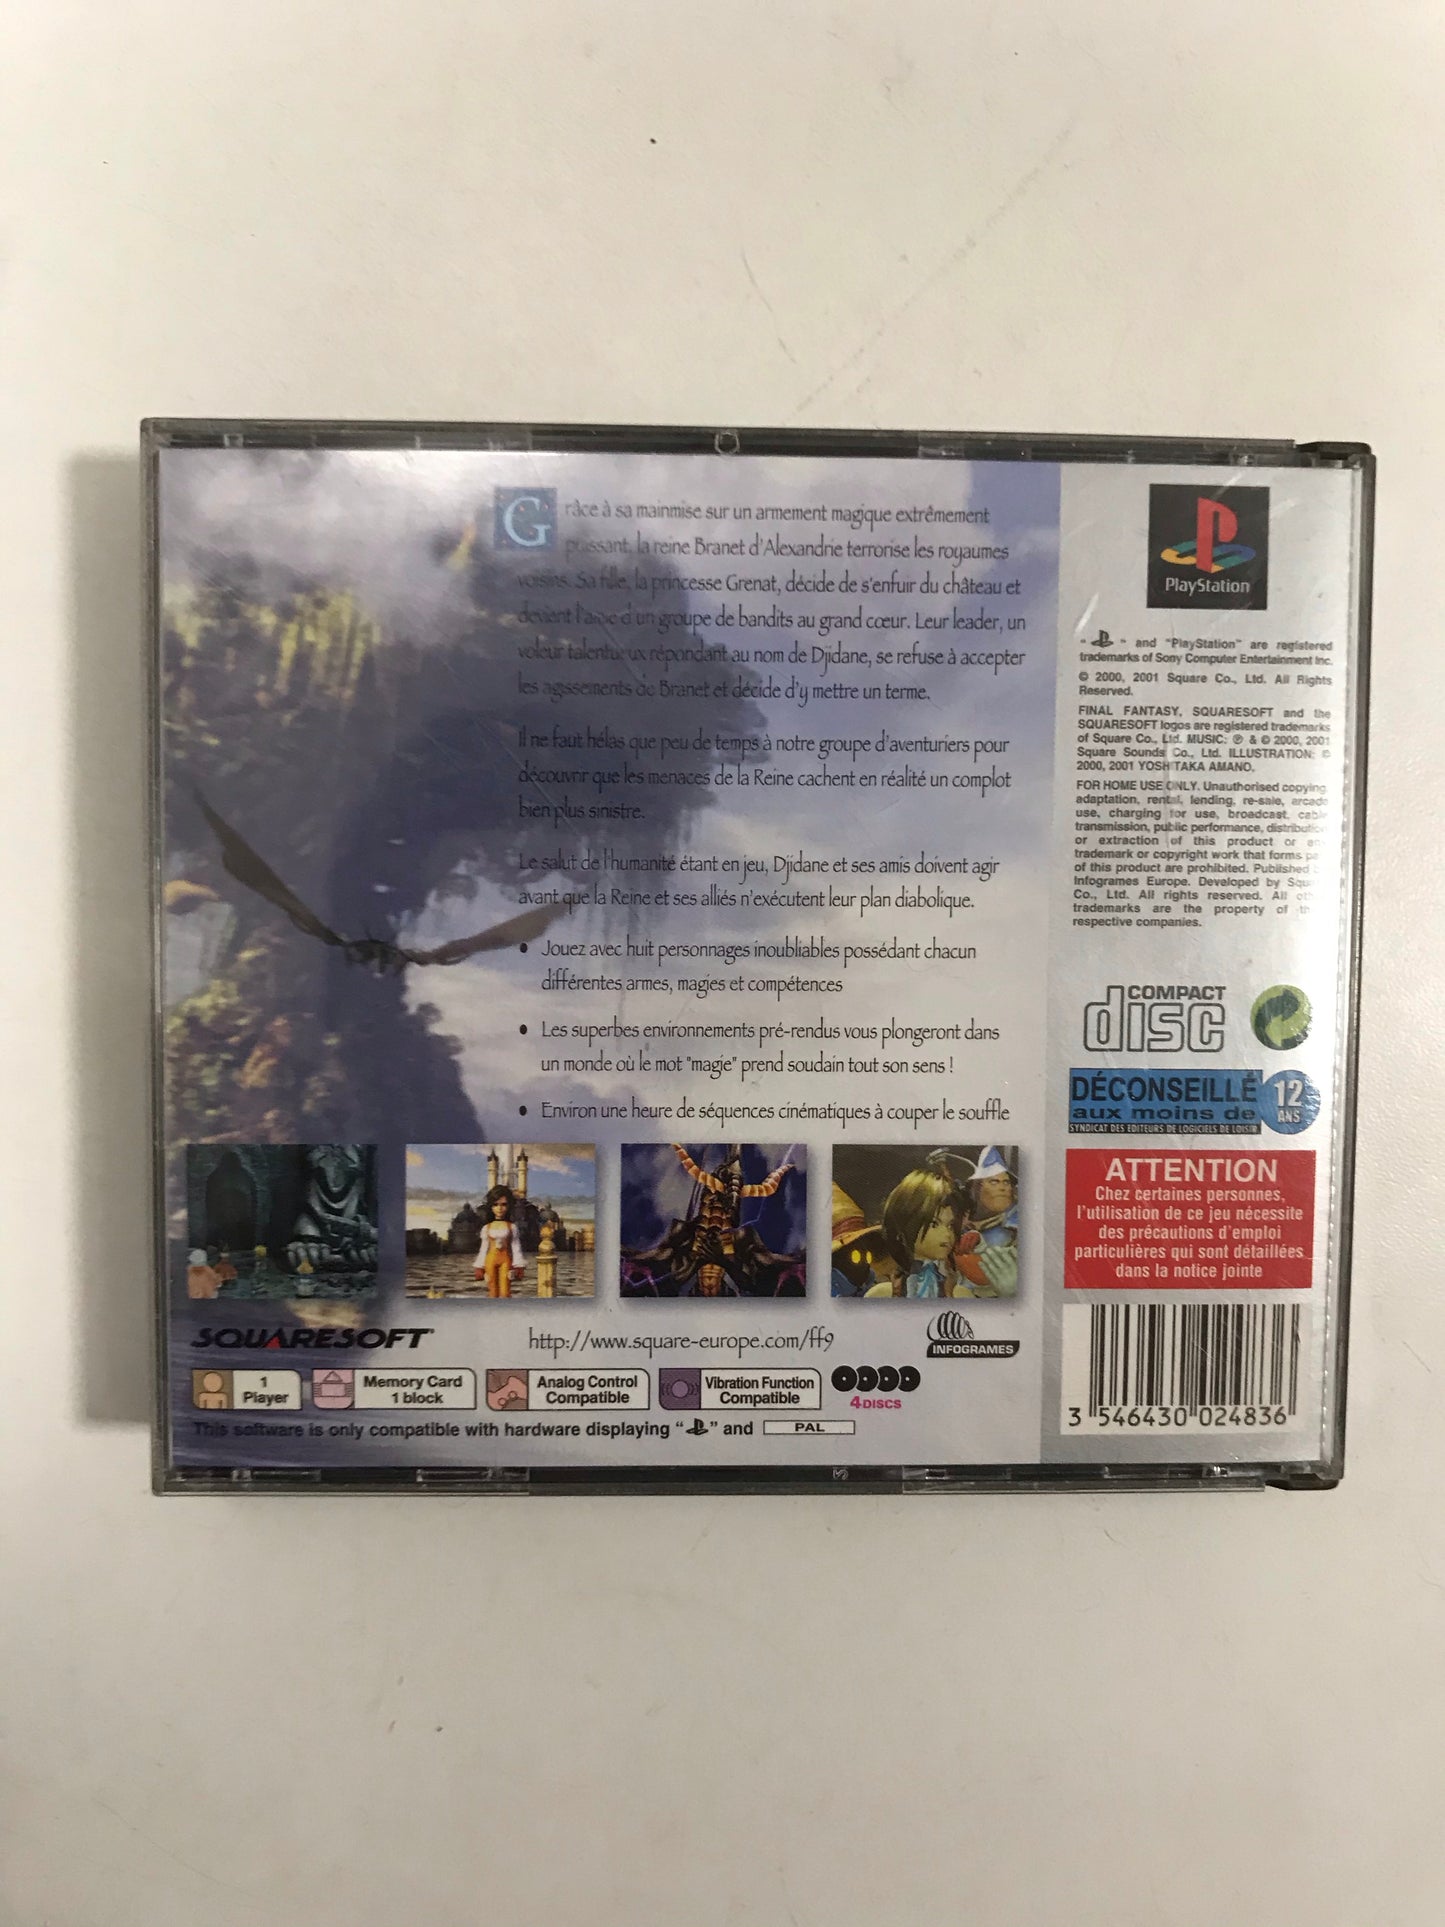 Grâce à sa mainmise sur un armement magique extrêmement
puissant, la reine Branet d'Alexandrie terrorise les royaumes
voisins. Sa fille, la princesse Grenat, décide de s'enfuir du château et
devient l'amie d'un groupe de bandits au grand cœur. Leur leader, un
voleur talentueux répondant au nom de Djidane, se refuse à accepter
les agissements de Branet et décide d'y mettre un terme.
Il ne faut hélas que peu de temps à notre groupe d'aventuriers pour
découvrir que les menaces de la Reine cachent en réalité un complot
bien plus sinistre.
Le salut de l'humanité étant en jeu, Djidane et ses amis doivent agir
avant que la Reine et ses alliés n'exécutent leur plan diabolique.
• Jouez avec huit personnages inoubliables possédant chacun
différentes armes, magies et compétences
• Les superbes environnements pré-rendus vous plongeront dans
un monde où le mot "magie" prend soudain tout son sens !
• Environ une heure de séquences cinématiques à couper le souffle
SQUARESOFT
http://www.square-europe.com/ff9
INFOGRAMES
1
Player
Memory Card
1 block
Analog Control
Compatible
Vibration Function
Compatible
4 DISCS
This software is only compatible with hardware displaying " " and PAL
PlayStation
" " and "PlayStation" are registered
trademarks of Sony Computer Entertainment Inc.
© 2000, 2001 Square Co., Ltd. All Rights
Reserved.
FINAL FANTASY, SQUARESOFT and the
SQUARESOFT logos are registered trademarks
of Square Co., Ltd. MUSIC: ℗ & © 2000, 2001
Square Sounds Co., Ltd. ILLUSTRATION: ©
2000, 2001 YOSHITAKA AMANO.
FOR HOME USE ONLY. Unauthorised copying,
adaptation, rental, lending, re-sale, arcade
use, charging for use, broadcast, cable
transmission, public performance, distribution
or extraction of this product or any
trademark or copyright work that forms
of this product are prohibited. Published
Infogrames Europe. Developed by Square
Co., Ltd. All rights reserved. All other
trademarks are the property of
respective companies.
COMPACT
disc
DÉCONSEILLÉ
aux moins de
12
ANS
SYNDICAT DES EDITEURS DE LOGICIELS DE LOISIR
ATTENTION
Chez certaines personnes,
l'utilisation de ce jeu nécessite
des précautions d'emploi
particulières qui sont détaillées
dans la notice jointe
3 546430 024836